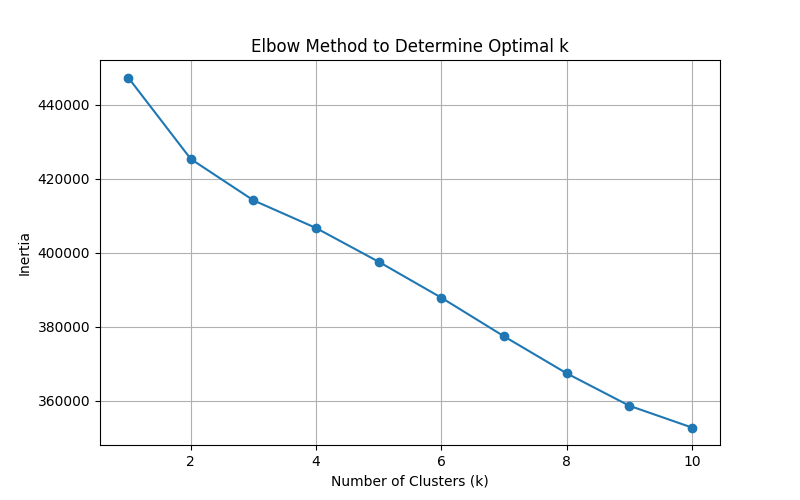 Elbow Method to Determine Optimal k
440000
420000
400000
380000
360000
Inertia
2 4 6 8 10
Number of Clusters (k)